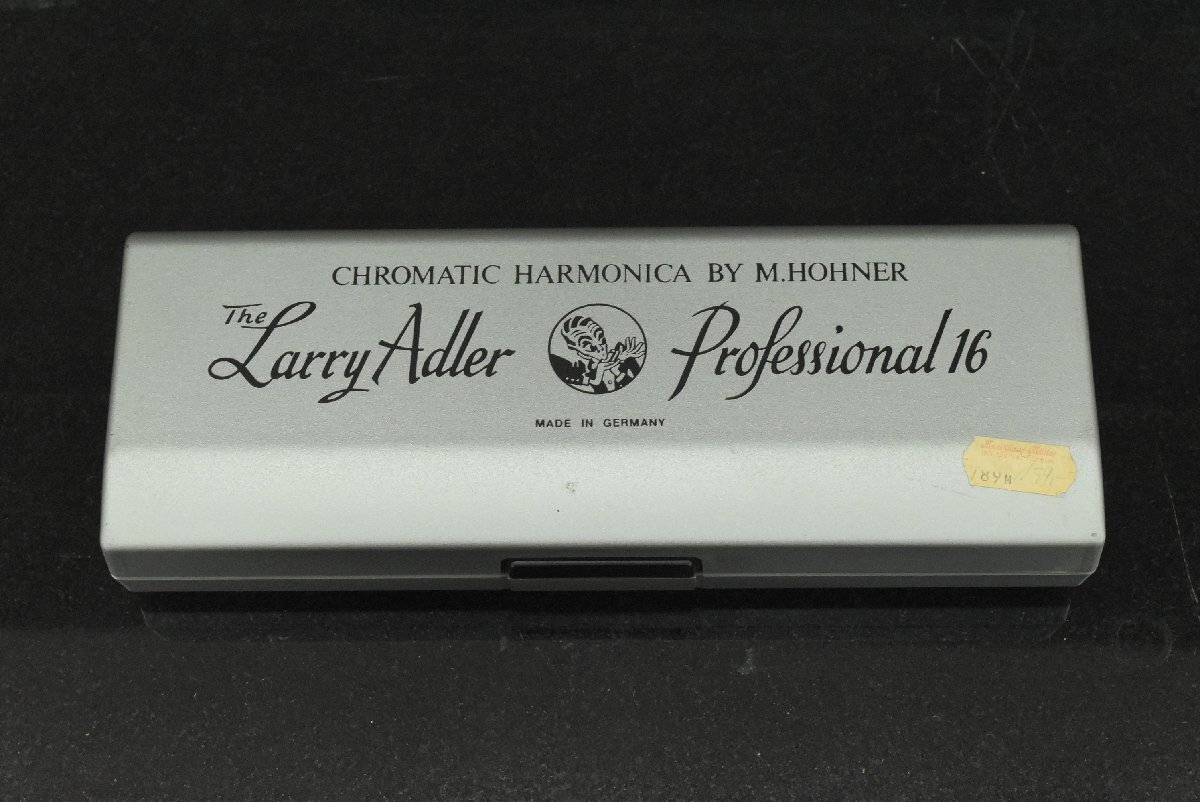 CHROMATIC HARMONICA BY M.HOHNER
The Larry Adler Professional 16
MADE IN GERMANY